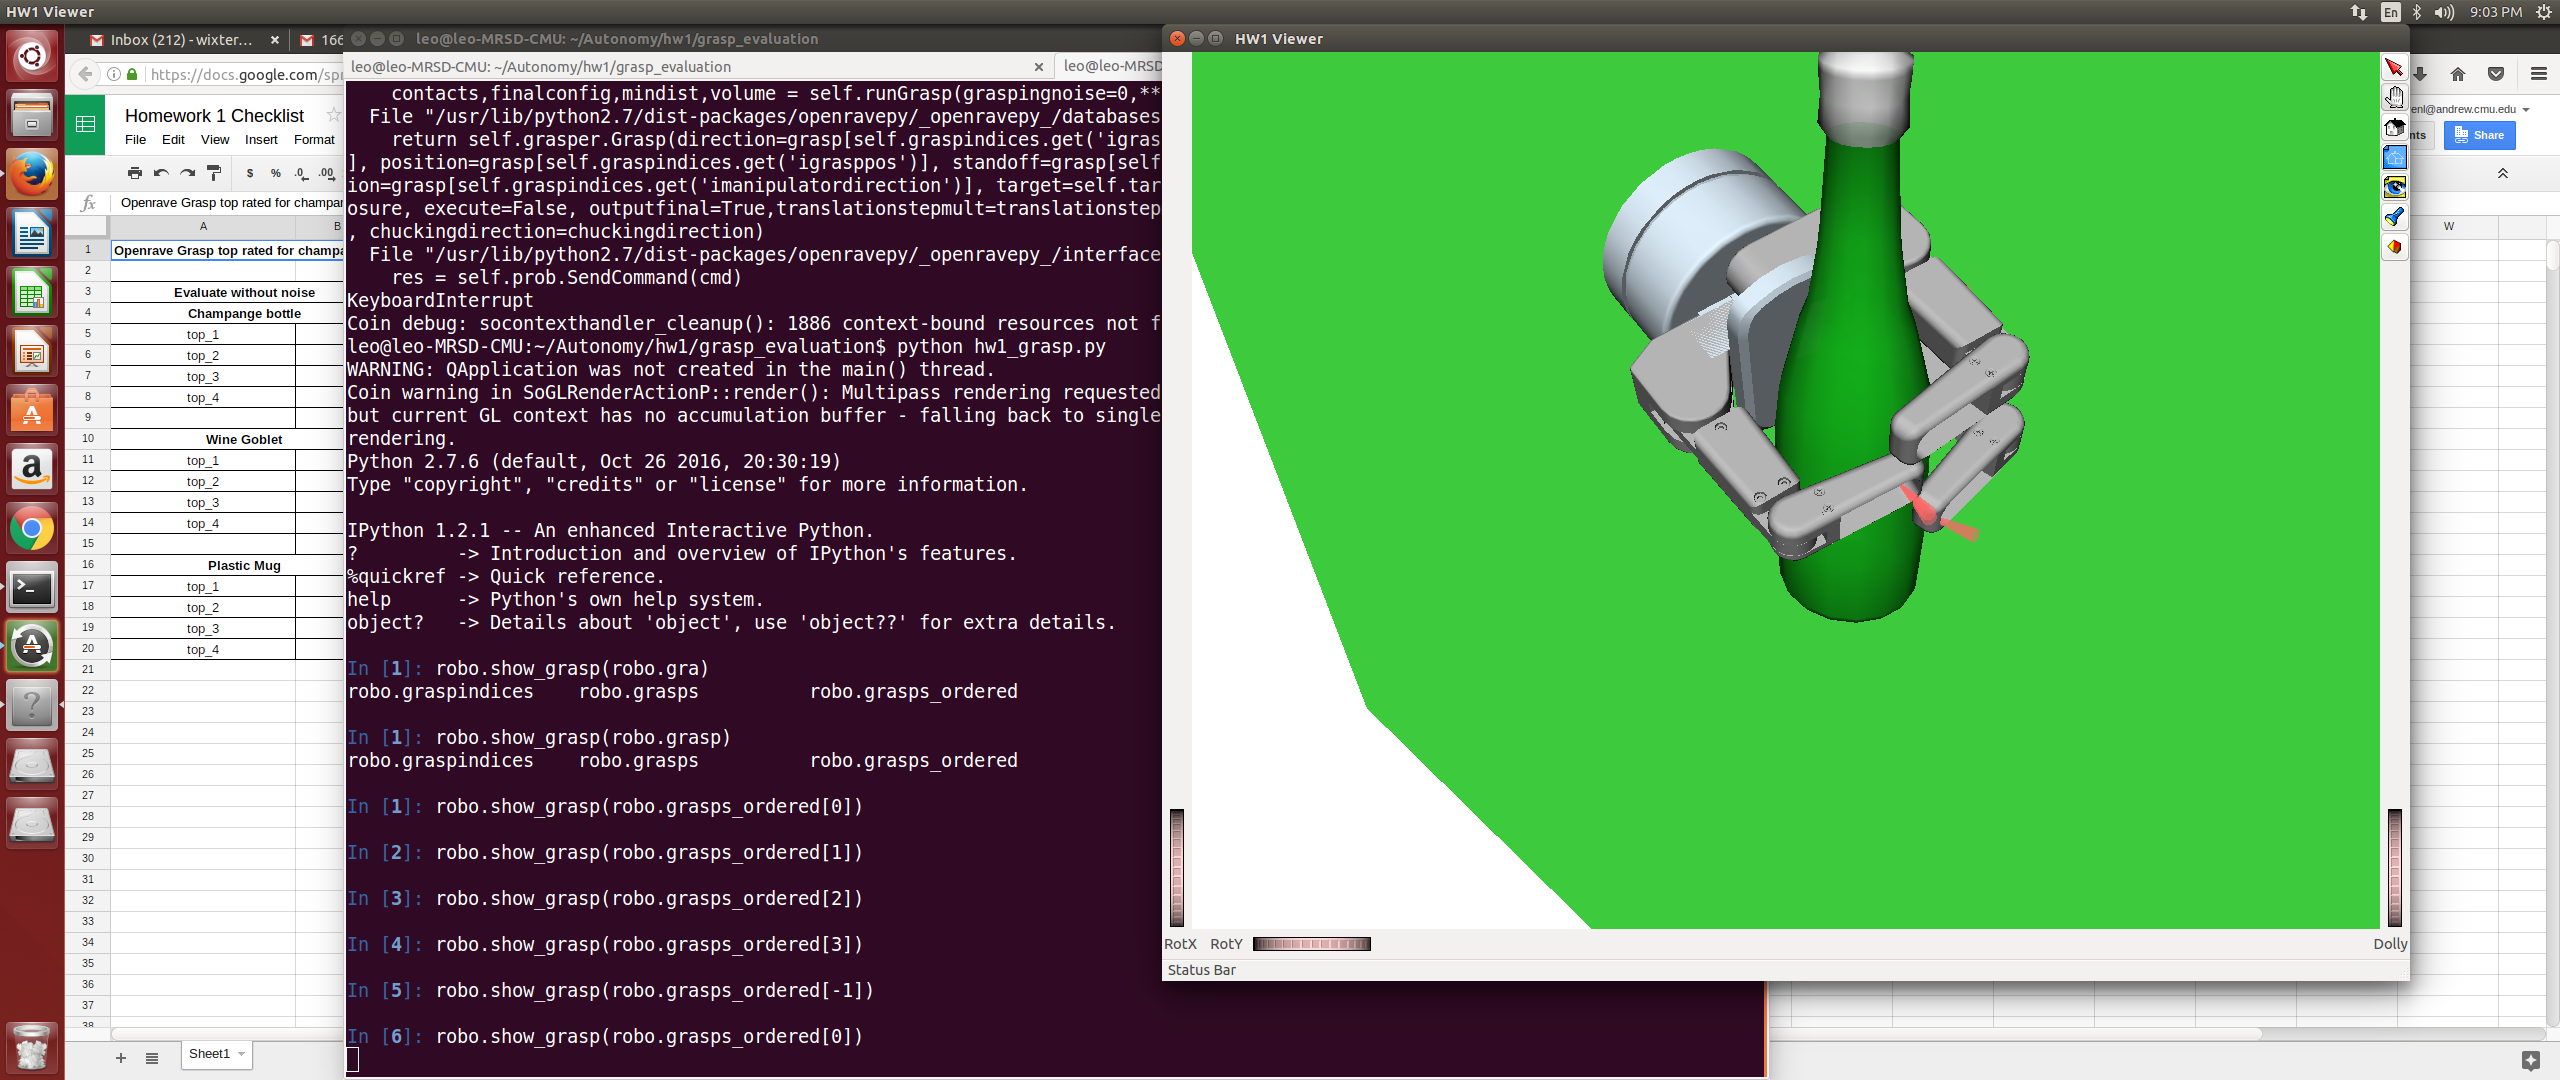 HW1 Viewer
En
9:03 PM
Inbox (212) - wixter...
166
leo@leo-MRSD-CMU: ~/Autonomy/hw1/grasp_evaluation
HW1 Viewer
https://docs.google.com/spr
leo@leo-MRSD-CMU: ~/Autonomy/hw1/grasp_evaluation
leo@leo-MRSD
Homework 1 Checklist
File Edit View Insert Format
enl@andrew.cmu.edu
nts
Share
$ % .0 .00
fx Openrave Grasp top rated for champar
A B W
1 Openrave Grasp top rated for champa
2
3 Evaluate without noise
4 Champange bottle
5 top_1
6 top_2
7 top_3
8 top_4
9
10 Wine Goblet
11 top_1
12 top_2
13 top_3
14 top_4
15
16 Plastic Mug
17 top_1
18 top_2
19 top_3
20 top_4
21
22
23
24
25
26
27
28
29
30
31
32
33
34
35
36
37
38
Sheet1
contacts,finalconfig,mindist,volume = self.runGrasp(graspingnoise=0,**
File "/usr/lib/python2.7/dist-packages/openravepy/_openravepy_/databases
return self.grasper.Grasp(direction=grasp[self.graspindices.get('igras
], position=grasp[self.graspindices.get('igrasppos')], standoff=grasp[self
ion=grasp[self.graspindices.get('imanipulatordirection')], target=self.tar
osure, execute=False, outputfinal=True,translationstepmult=translationstep
, chuckingdirection=chuckingdirection)
File "/usr/lib/python2.7/dist-packages/openravepy/_openravepy_/interface
res = self.prob.SendCommand(cmd)
KeyboardInterrupt
Coin debug: socontexthandler_cleanup(): 1886 context-bound resources not f
leo@leo-MRSD-CMU:~/Autonomy/hw1/grasp_evaluation$ python hw1_grasp.py
WARNING: QApplication was not created in the main() thread.
Coin warning in SoGLRenderActionP::render(): Multipass rendering requested
but current GL context has no accumulation buffer - falling back to single
rendering.
Python 2.7.6 (default, Oct 26 2016, 20:30:19)
Type "copyright", "credits" or "license" for more information.
IPython 1.2.1 -- An enhanced Interactive Python.
? -> Introduction and overview of IPython's features.
%quickref -> Quick reference.
help -> Python's own help system.
object? -> Details about 'object', use 'object??' for extra details.
In [1]: robo.show_grasp(robo.gra)
robo.graspindices robo.grasps robo.grasps_ordered
In [1]: robo.show_grasp(robo.grasp)
robo.graspindices robo.grasps robo.grasps_ordered
In [1]: robo.show_grasp(robo.grasps_ordered[0])
In [2]: robo.show_grasp(robo.grasps_ordered[1])
In [3]: robo.show_grasp(robo.grasps_ordered[2])
In [4]: robo.show_grasp(robo.grasps_ordered[3])
In [5]: robo.show_grasp(robo.grasps_ordered[-1])
In [6]: robo.show_grasp(robo.grasps_ordered[0])
RotX RotY
Dolly
Status Bar